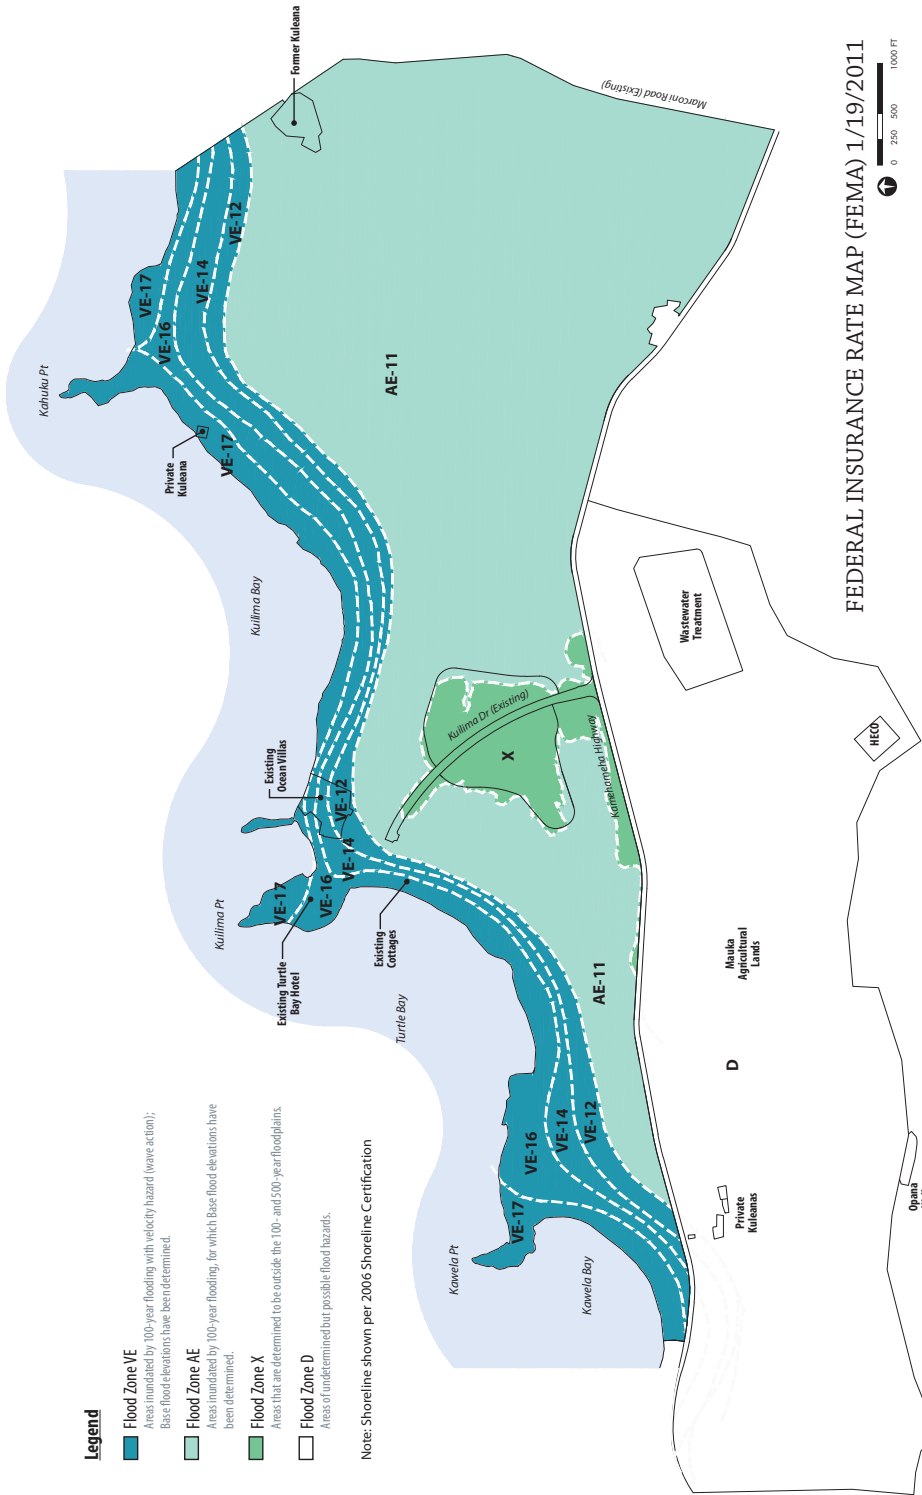 Legend
Flood Zone VE
Areas inundated by 100-year flooding with velocity hazard (wave action);
Base flood elevations have been determined.
Flood Zone AE
Areas inundated by 100-year flooding, for which Base flood elevations have
been determined.
Flood Zone X
Areas that are determined to be outside the 100- and 500-year floodplains.
Flood Zone D
Areas of undetermined but possible flood hazards.
Note: Shoreline shown per 2006 Shoreline Certification
Kawela Pt
Kawela Bay
VE-17
VE-16
VE-14
VE-12
Turtle Bay
Kuilima Pt
Existing Turtle
Bay Hotel
Existing
Cottages
VE-17
VE-16
VE-14
VE-12
Existing
Ocean Villas
Kuilima Bay
Private
Kuleana
VE-17
Kahuku Pt
VE-16
VE-17
VE-14
VE-12
Former Kuleana
AE-11
AE-11
Marconi Road (Existing)
X
Kuilima Dr (Existing)
Kamehameha Highway
Private
Kuleanas
D
Mauka
Agricultural
Lands
Wastewater
Treatment
HECO
Opana
FEDERAL INSURANCE RATE MAP (FEMA) 1/19/2011
0 250 500 1000 FT